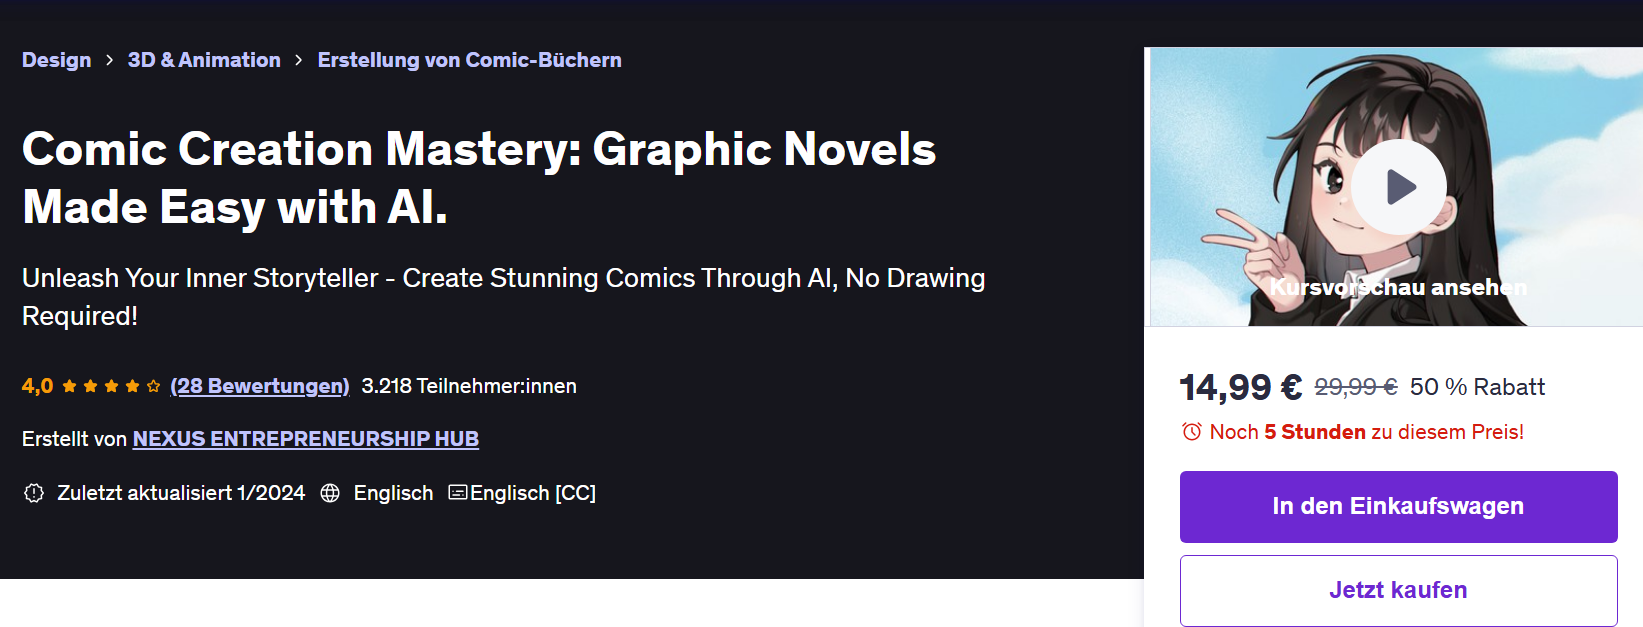 Design > 3D & Animation > Erstellung von Comic-Büchern
Comic Creation Mastery: Graphic Novels
Made Easy with AI.
Unleash Your Inner Storyteller - Create Stunning Comics Through AI, No Drawing
Required!
4,0 (28 Bewertungen) 3.218 Teilnehmer:innen
Erstellt von NEXUS ENTREPRENEURSHIP HUB
Zuletzt aktualisiert 1/2024 Englisch Englisch [CC]
Kursvorschau ansehen
14,99 € 29,99 € 50 % Rabatt
Noch 5 Stunden zu diesem Preis!
In den Einkaufswagen
Jetzt kaufen